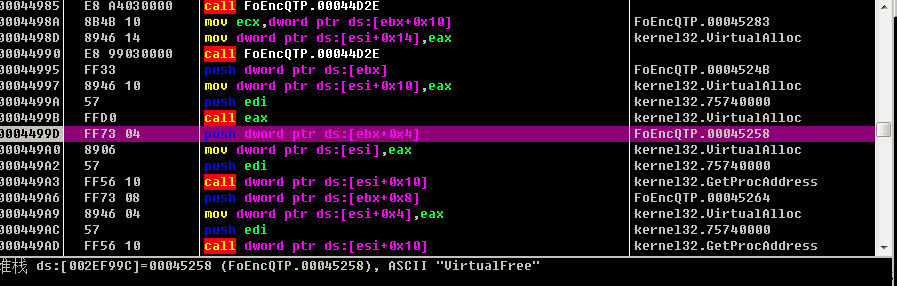 00044985 E8 A4030000 call FoEncQTP.00044D2E
0004498A 8B4B 10 mov ecx,dword ptr ds:[ebx+0x10] FoEncQTP.00045283
0004498D 8946 14 mov dword ptr ds:[esi+0x14],eax kernel32.VirtualAlloc
00044990 E8 99030000 call FoEncQTP.00044D2E
00044995 FF33 push dword ptr ds:[ebx] FoEncQTP.0004524B
00044997 8946 10 mov dword ptr ds:[esi+0x10],eax kernel32.VirtualAlloc
0004499A 57 push edi kernel32.75740000
0004499B FFD0 call eax kernel32.VirtualAlloc
0004499D FF73 04 push dword ptr ds:[ebx+0x4] FoEncQTP.00045258
000449A0 8906 mov dword ptr ds:[esi],eax kernel32.VirtualAlloc
000449A2 57 push edi kernel32.75740000
000449A3 FF56 10 call dword ptr ds:[esi+0x10] kernel32.GetProcAddress
000449A6 FF73 08 push dword ptr ds:[ebx+0x8] FoEncQTP.00045264
000449A9 8946 04 mov dword ptr ds:[esi+0x4],eax kernel32.VirtualAlloc
000449AC 57 push edi kernel32.75740000
000449AD FF56 10 call dword ptr ds:[esi+0x10] kernel32.GetProcAddress
堆栈 ds:[002EF99C]=00045258 (FoEncQTP.00045258), ASCII "VirtualFree"